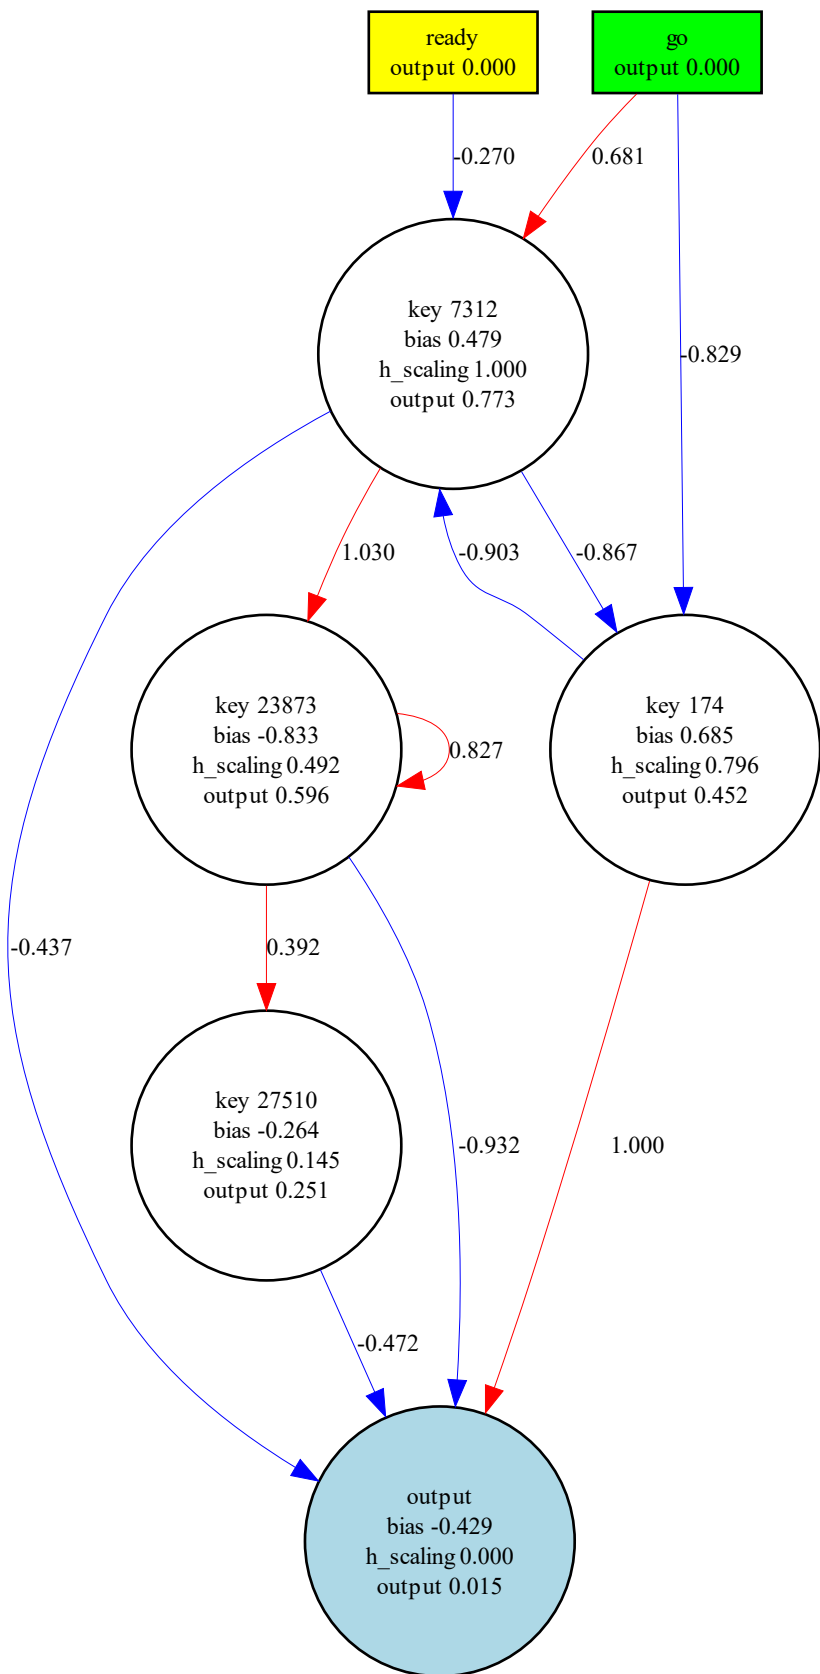 ready
output 0.000
go
output 0.000
-0.270
0.681
key 7312
bias 0.479
h_scaling 1.000
output 0.773
-0.829
1.030
-0.903
-0.867
key 23873
bias -0.833
h_scaling 0.492
output 0.596
0.827
key 174
bias 0.685
h_scaling 0.796
output 0.452
-0.437
0.392
key 27510
bias -0.264
h_scaling 0.145
output 0.251
-0.932
1.000
-0.472
output
bias -0.429
h_scaling 0.000
output 0.015